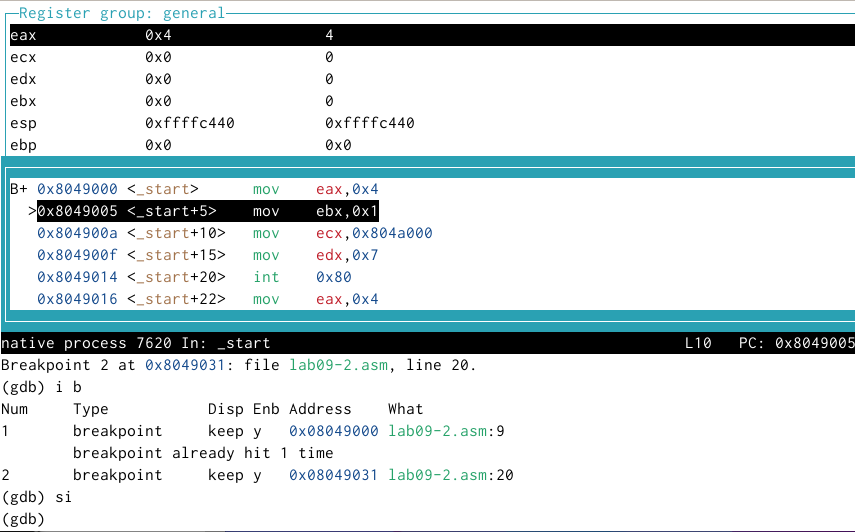 Register group: general
eax 0x4 4
ecx 0x0 0
edx 0x0 0
ebx 0x0 0
esp 0xffffc440 0xffffc440
ebp 0x0 0x0
B+ 0x8049000 <_start> mov eax,0x4
>0x8049005 <_start+5> mov ebx,0x1
0x804900a <_start+10> mov ecx,0x804a000
0x804900f <_start+15> mov edx,0x7
0x8049014 <_start+20> int 0x80
0x8049016 <_start+22> mov eax,0x4
native process 7620 In: _start L10 PC: 0x8049005
Breakpoint 2 at 0x8049031: file lab09-2.asm, line 20.
(gdb) i b
Num Type Disp Enb Address What
1 breakpoint keep y 0x08049000 lab09-2.asm:9
breakpoint already hit 1 time
2 breakpoint keep y 0x08049031 lab09-2.asm:20
(gdb) si
(gdb)